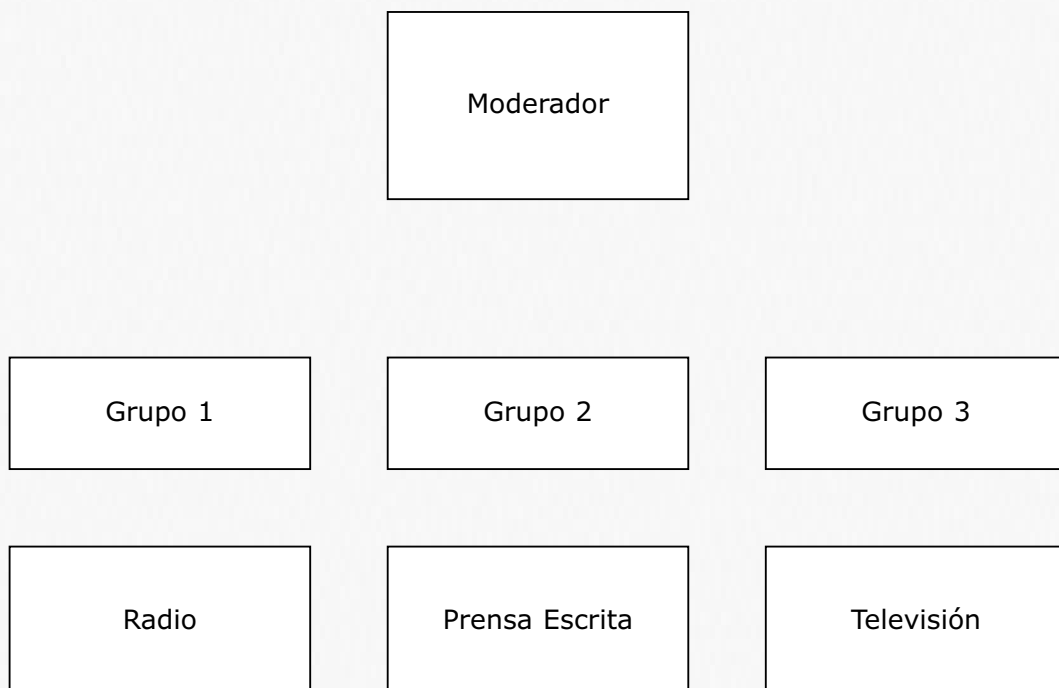 Moderador
Grupo 1
Grupo 2
Grupo 3
Radio
Prensa Escrita
Televisión